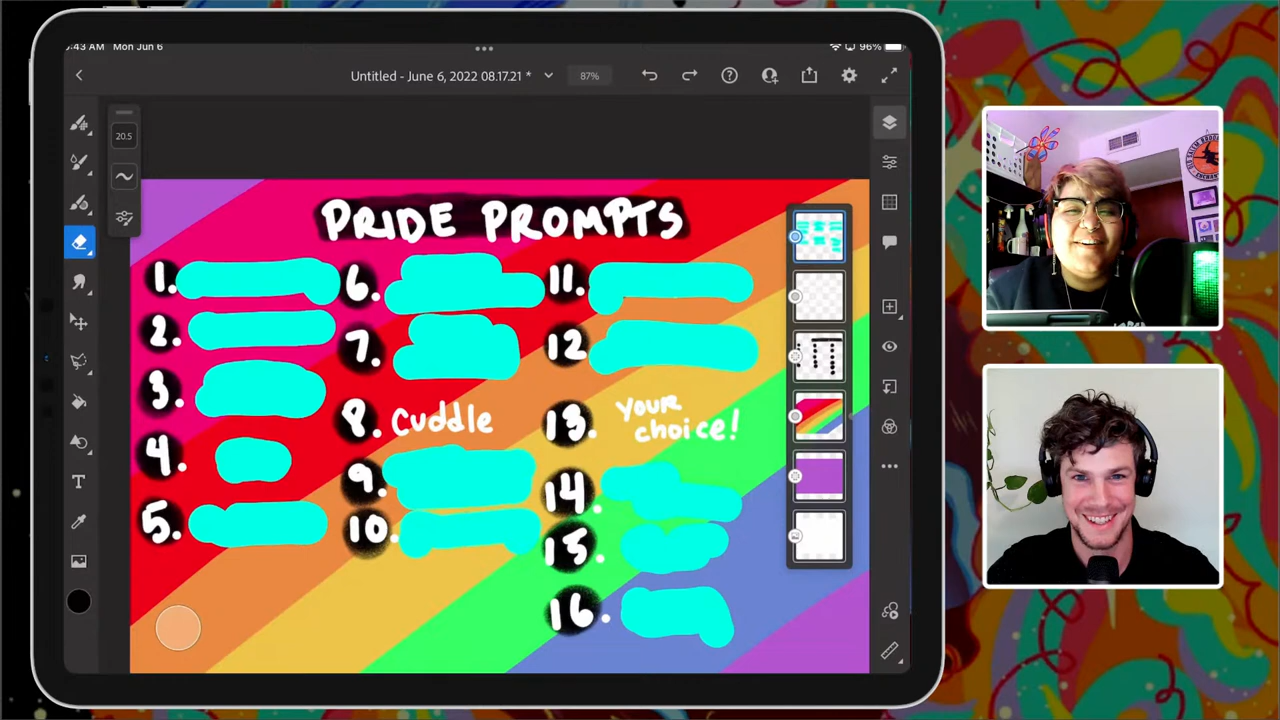 :43 AM Mon Jun 6
96%
Untitled - June 6, 2022 08.17.21 *
87%
20.5
PRIDE PROMPTS
1.
2.
3.
4.
5.
6.
7.
8. Cuddle
9.
10.
11.
12
13. Your
choice!
14.
15.
16.
T